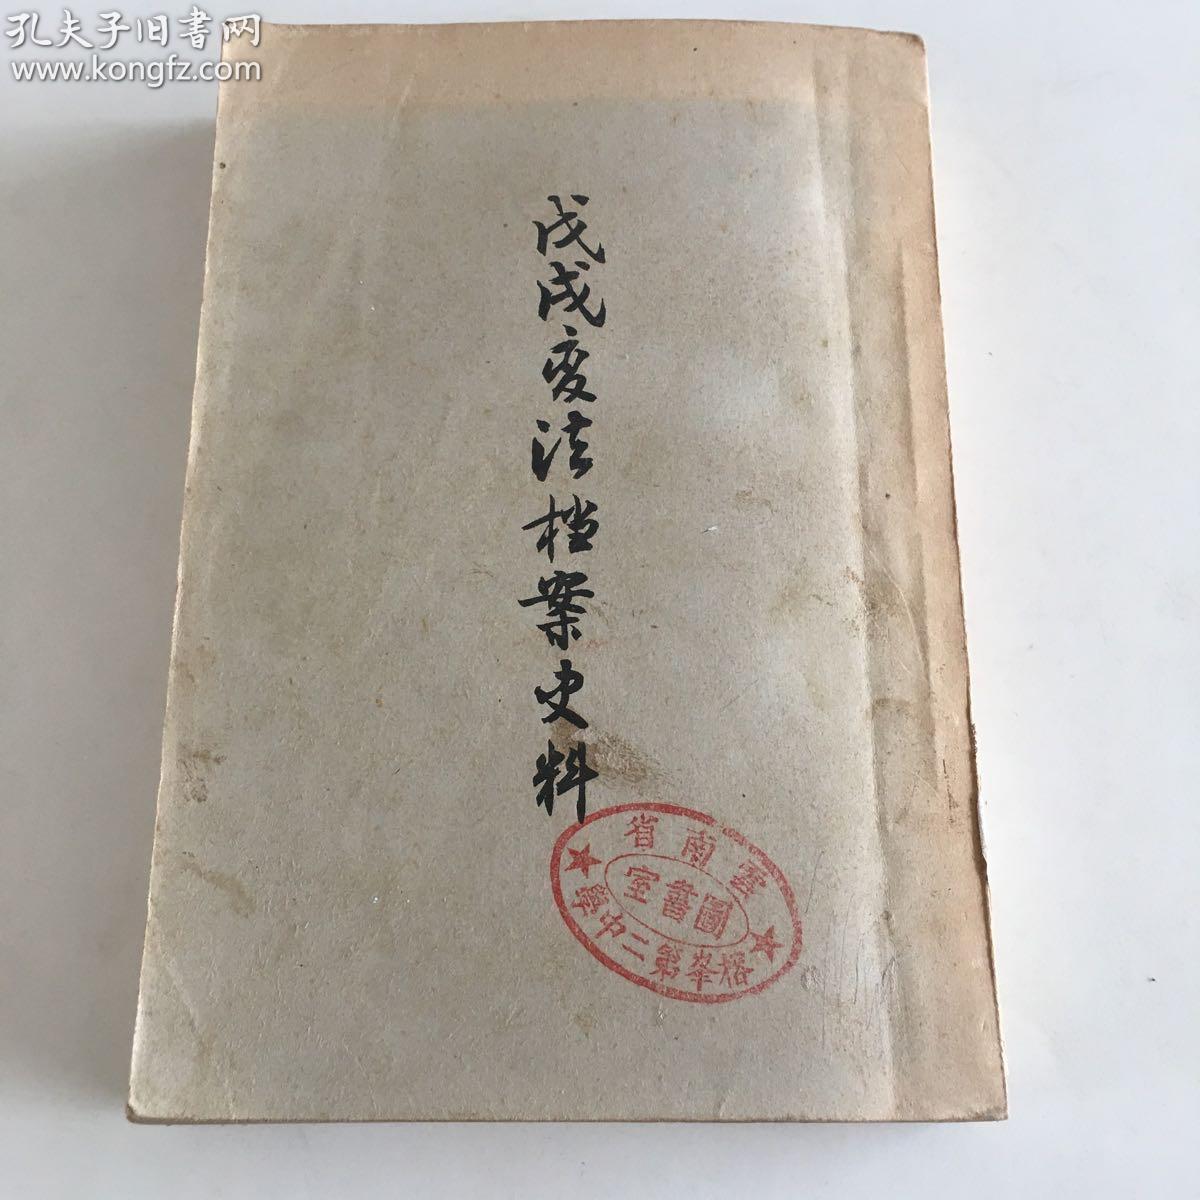 孔夫子旧书网
www.kongfz.com
戊戌变法档案史料
雲南省
圖書室
榕峯第二中學